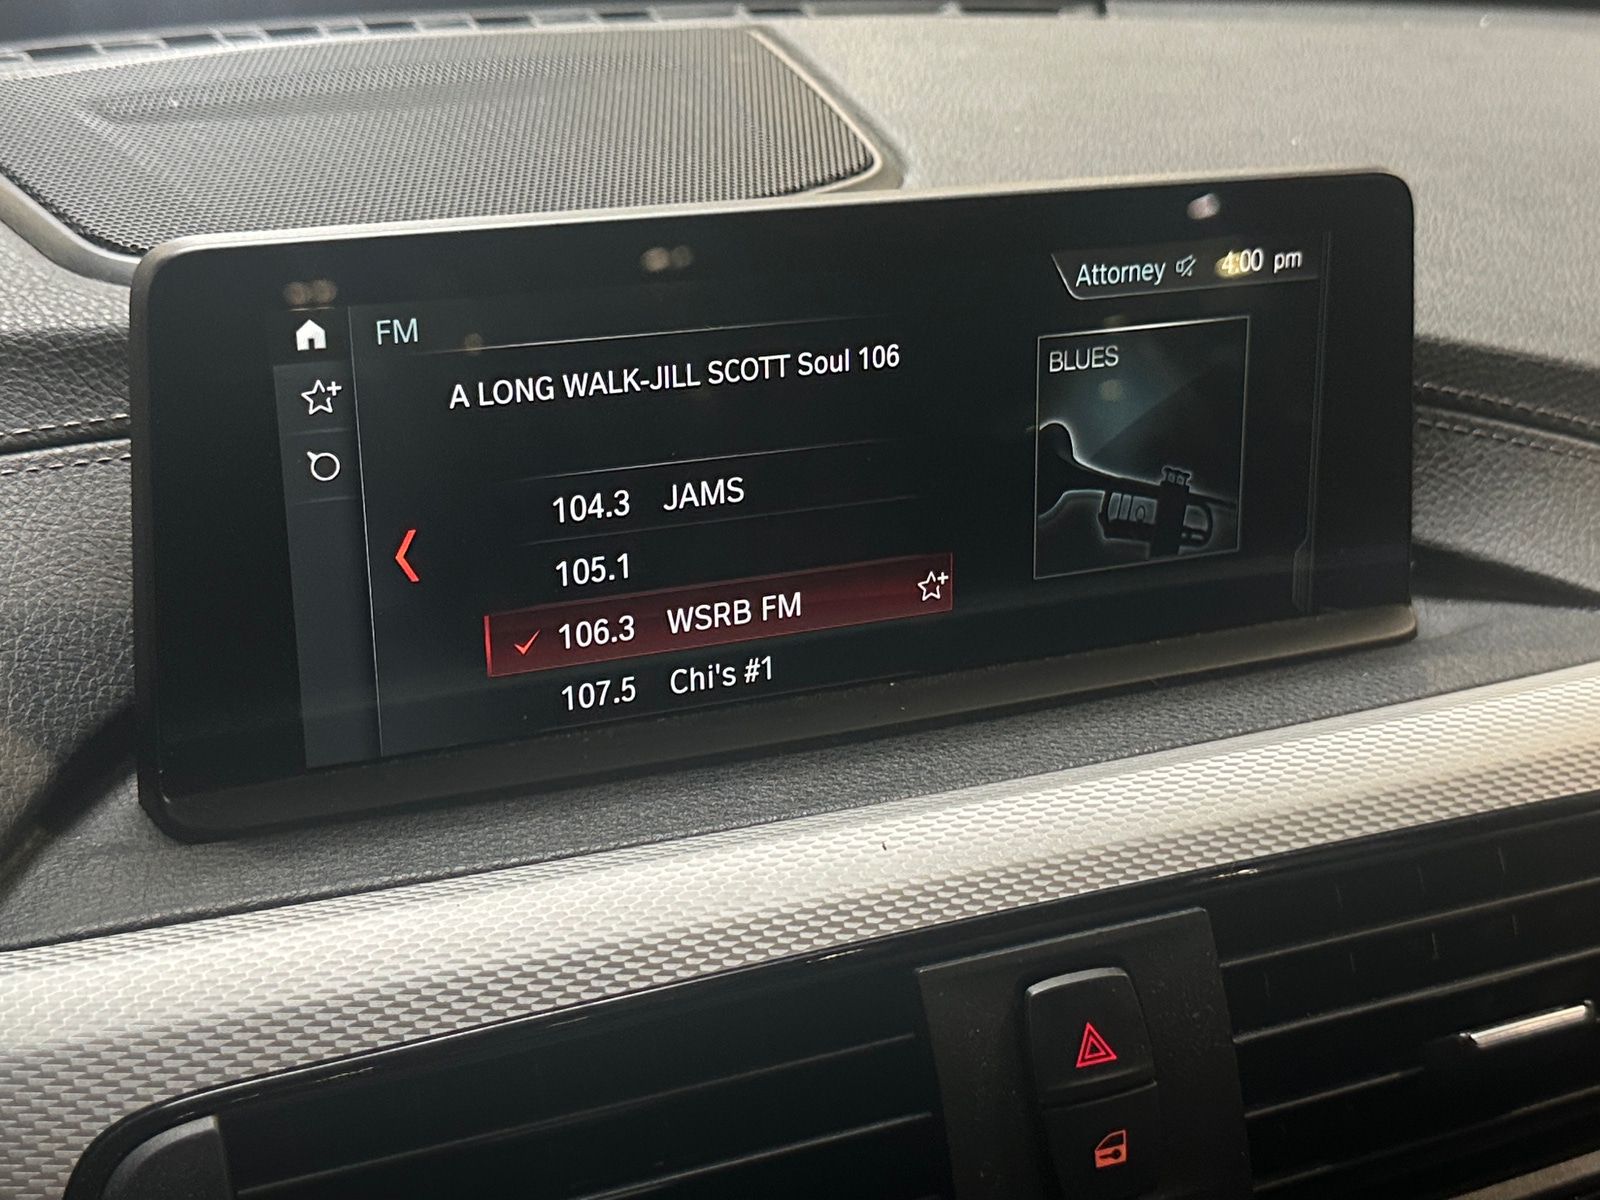 Attorney 4:00 pm
FM
A LONG WALK-JILL SCOTT Soul 106
BLUES
104.3 JAMS
105.1
106.3 WSRB FM
107.5 Chi's #1